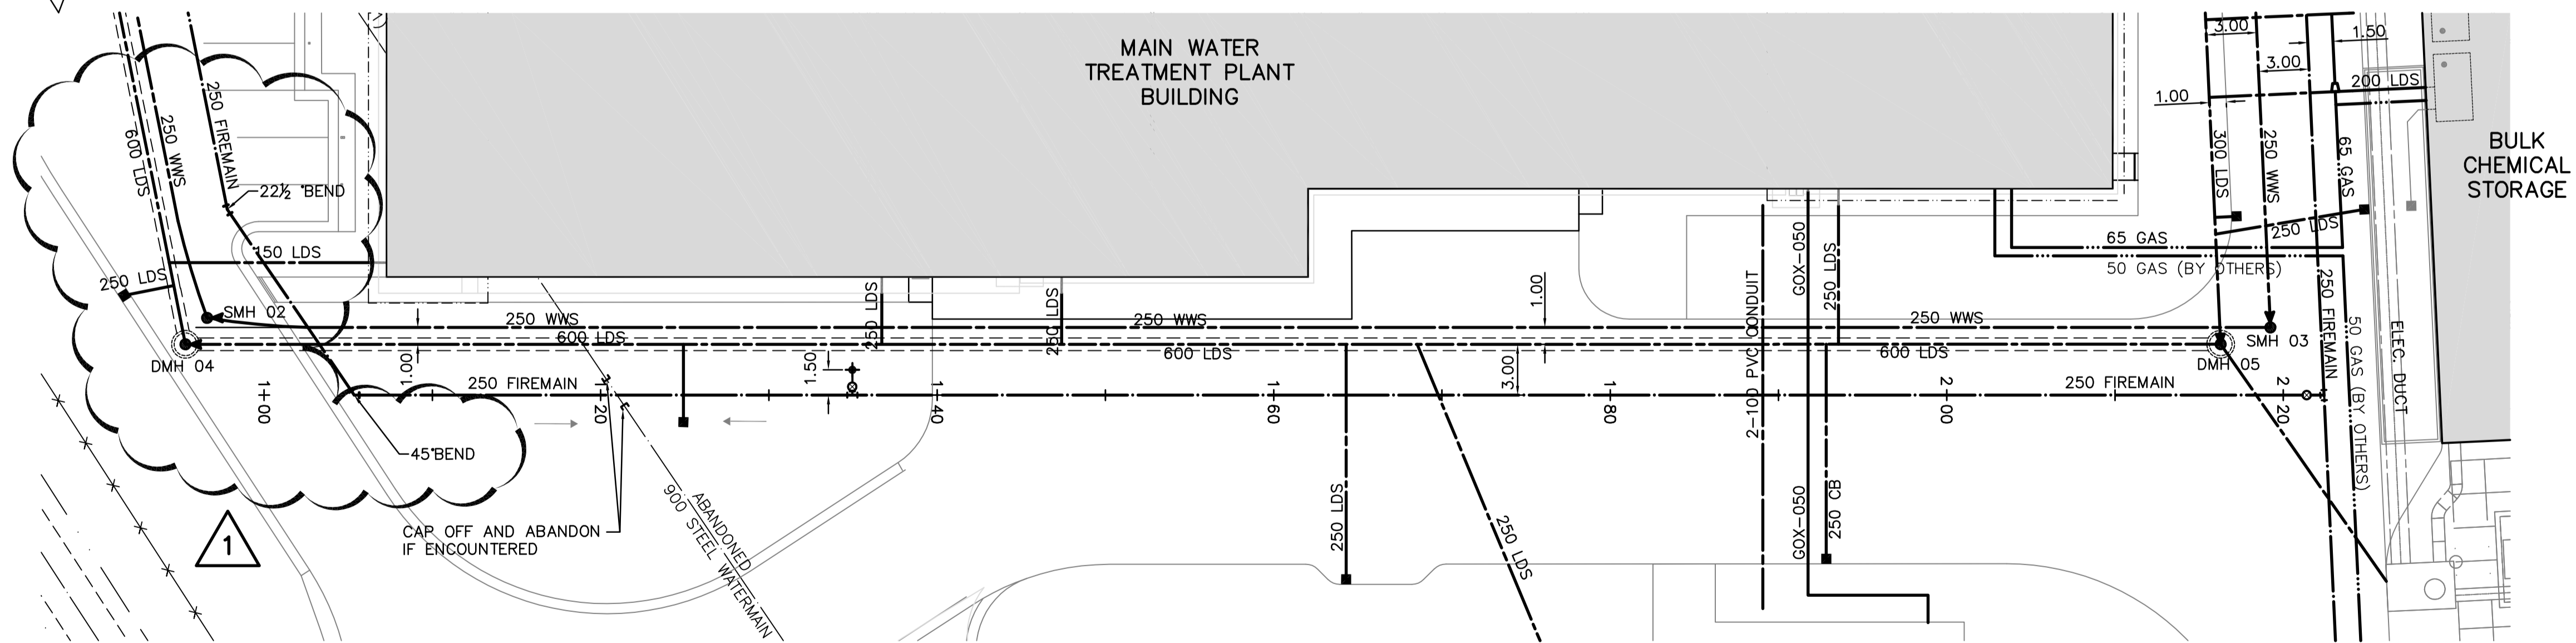 MAIN WATER
TREATMENT PLANT
BUILDING
BULK
CHEMICAL
STORAGE
600 LDS
250 WWS
250 FIREMAIN
22½°BEND
150 LDS
250 LDS
SMH 02
DMH 04
1+00
1.00
45°BEND
1
250 WWS
600 LDS
250 FIREMAIN
1+20
CAP OFF AND ABANDON
IF ENCOUNTERED
ABANDONED
900 STEEL WATERMAIN
1.50
250 LDS
1+40
250 LDS
250 WWS
600 LDS
1+60
250 LDS
250 LDS
3.00
1.00
1+80
2-100 PVC CONDUIT
GOX-050
GOX-050
250 LDS
250 CB
250 WWS
600 LDS
250 FIREMAIN
2+00
65 GAS
50 GAS (BY OTHERS)
3.00
1.50
3.00
200 LDS
1.00
300 LDS
250 WWS
65 GAS
250 LDS
SMH 03
DMH 05
2+20
250 FIREMAIN
50 GAS (BY OTHERS)
ELEC. DUCT